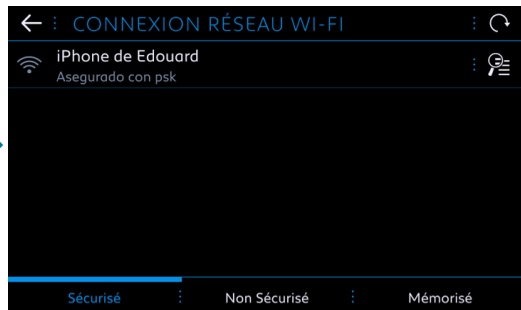 CONNEXION RÉSEAU WI-FI
iPhone de Edouard
Asegurado con psk
Sécurisé Non Sécurisé Mémorisé